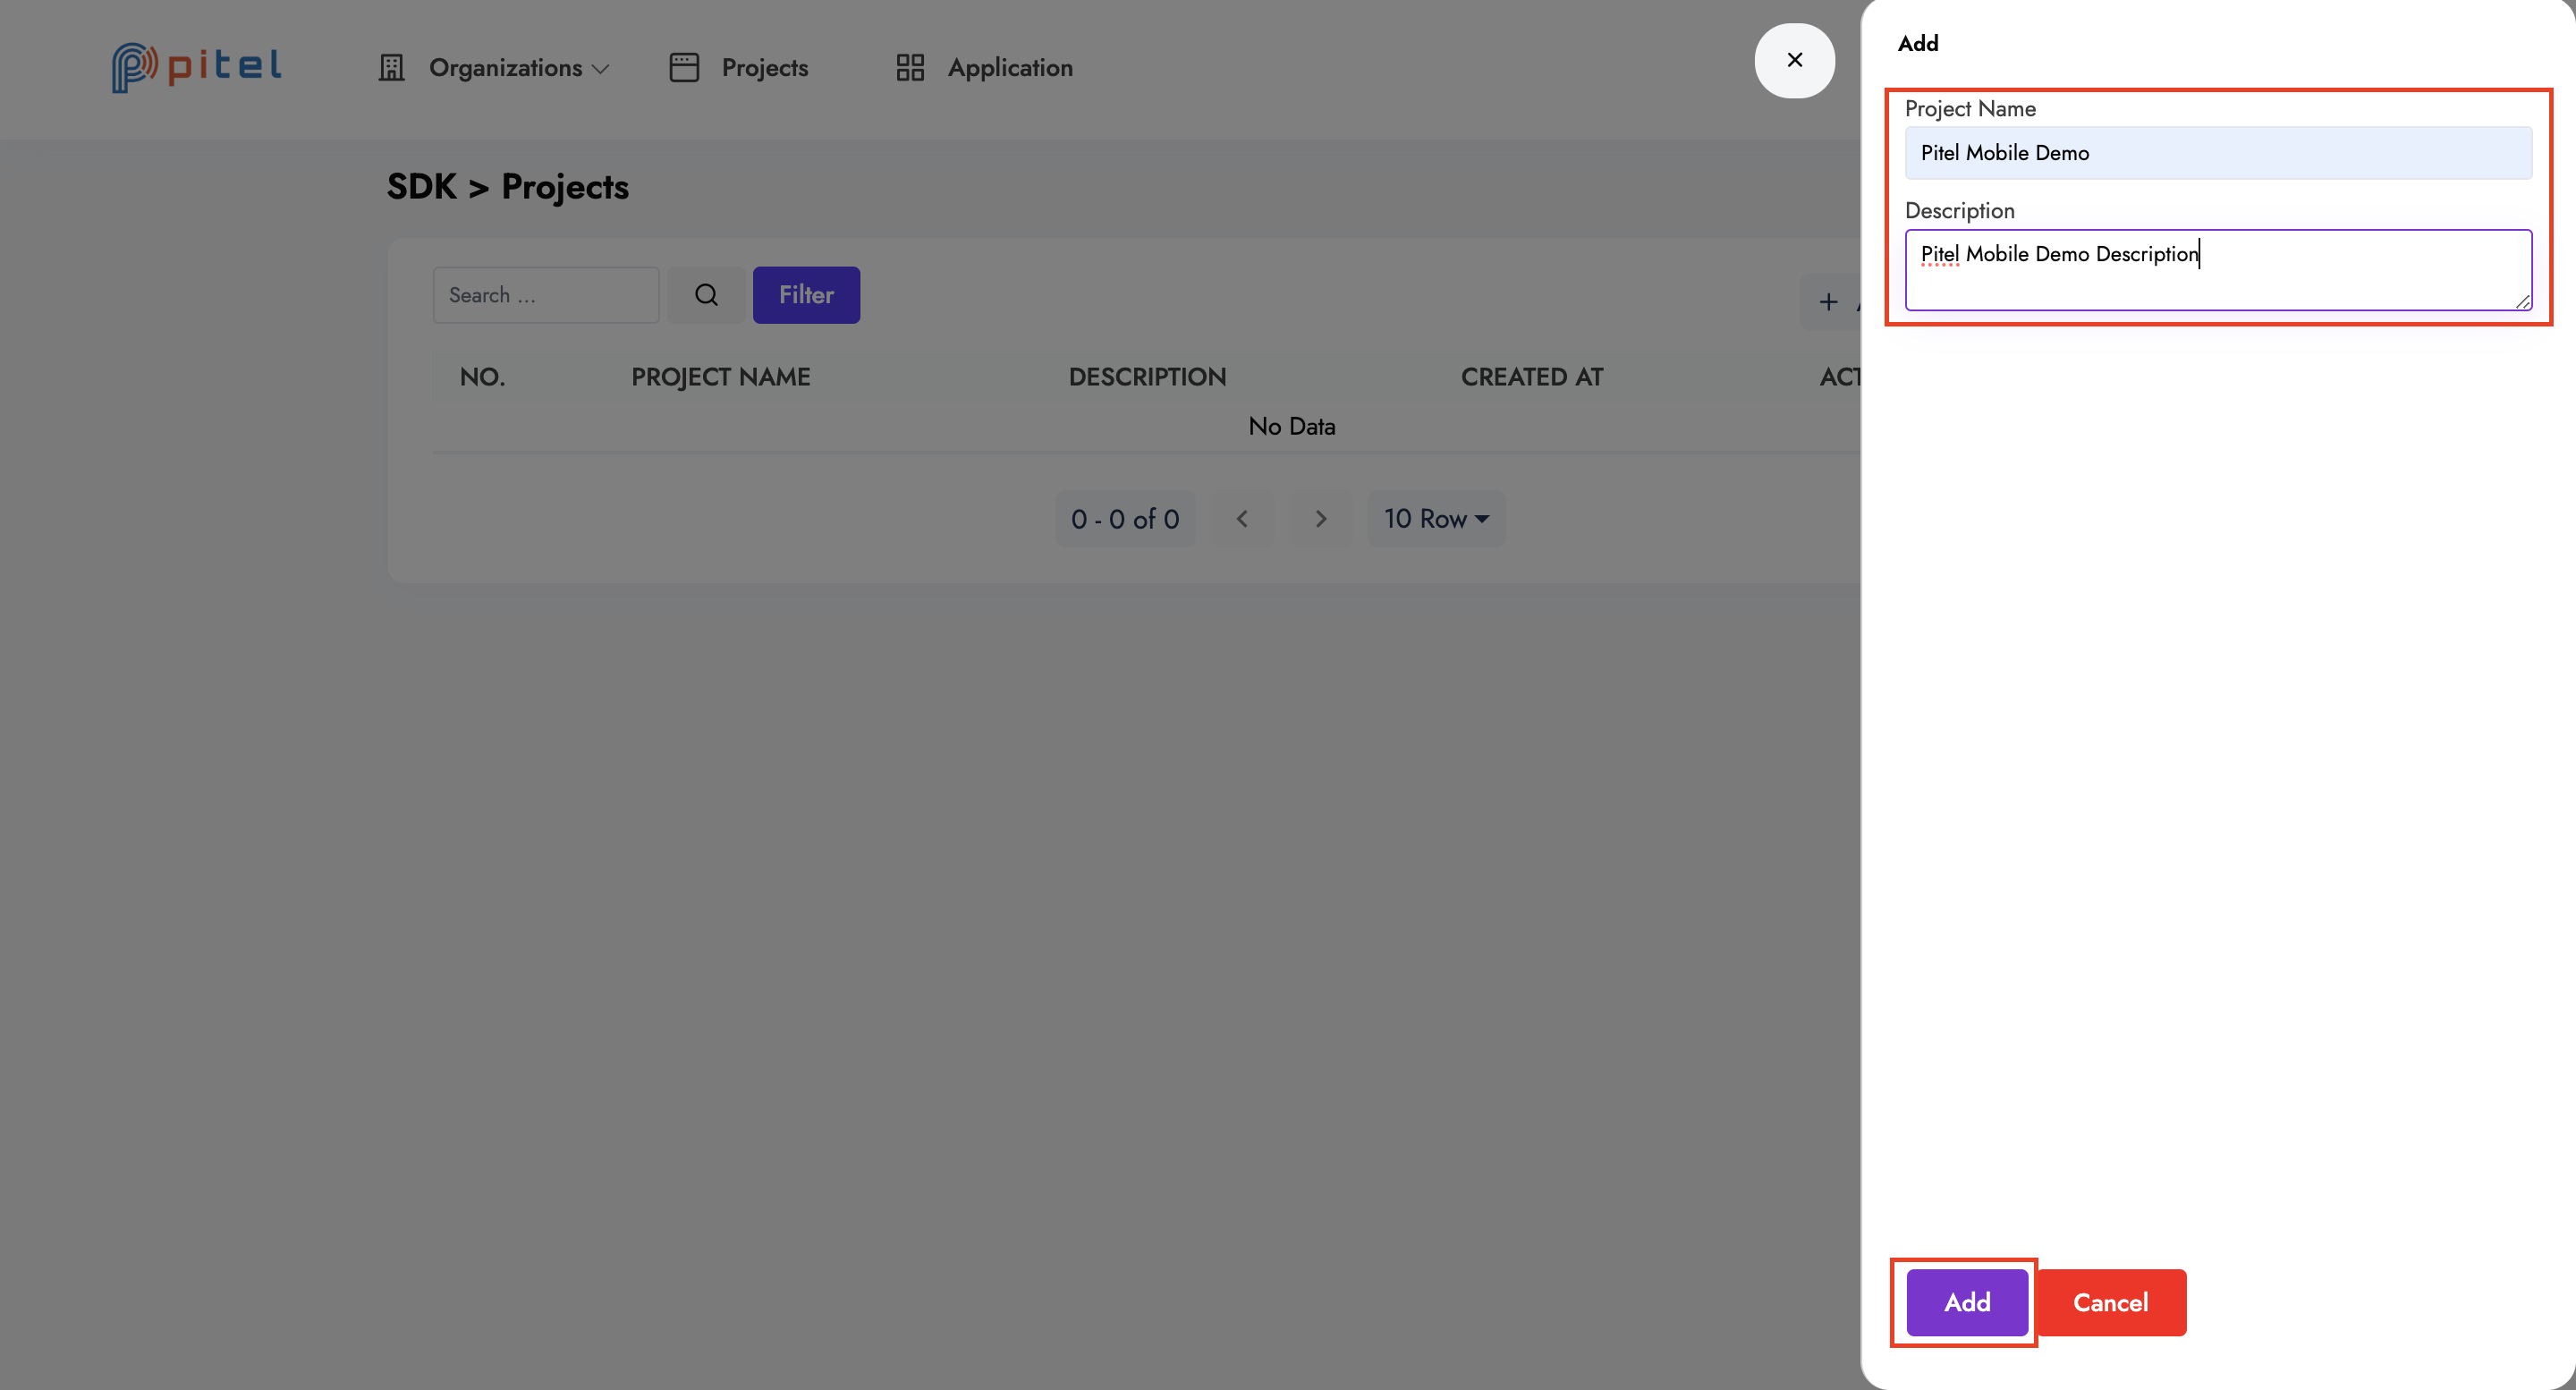 pitel
Organizations
Projects
Application
SDK > Projects
Search ...
Filter
+
NO.
PROJECT NAME
DESCRIPTION
CREATED AT
ACT
No Data
0 - 0 of 0
10 Row
Add
Project Name
Pitel Mobile Demo
Description
Pitel Mobile Demo Description
Add
Cancel